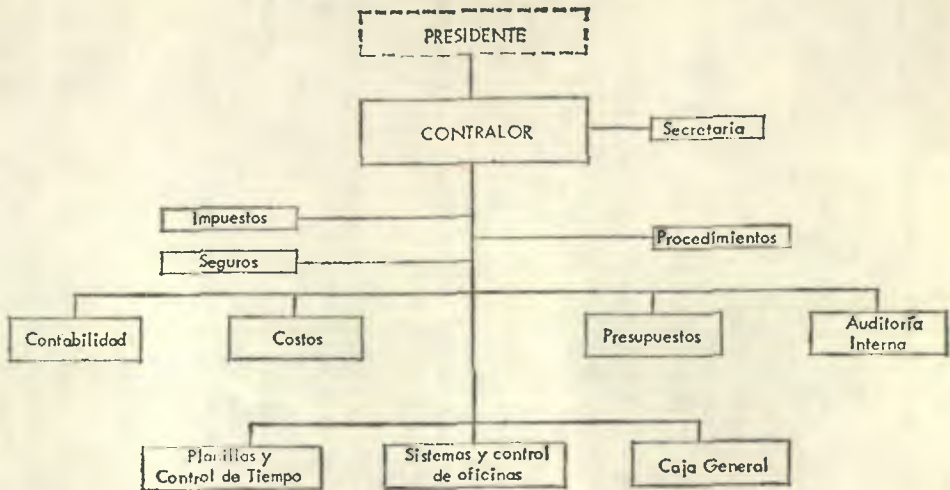 PRESIDENTE
CONTRALOR
Secretaria
Impuestos
Procedimientos
Seguros
Contabilidad
Costos
Presupuestos
Auditoría
Interna
Planillas y
Control de Tiempo
Sistemas y control
de oficinas
Caja General